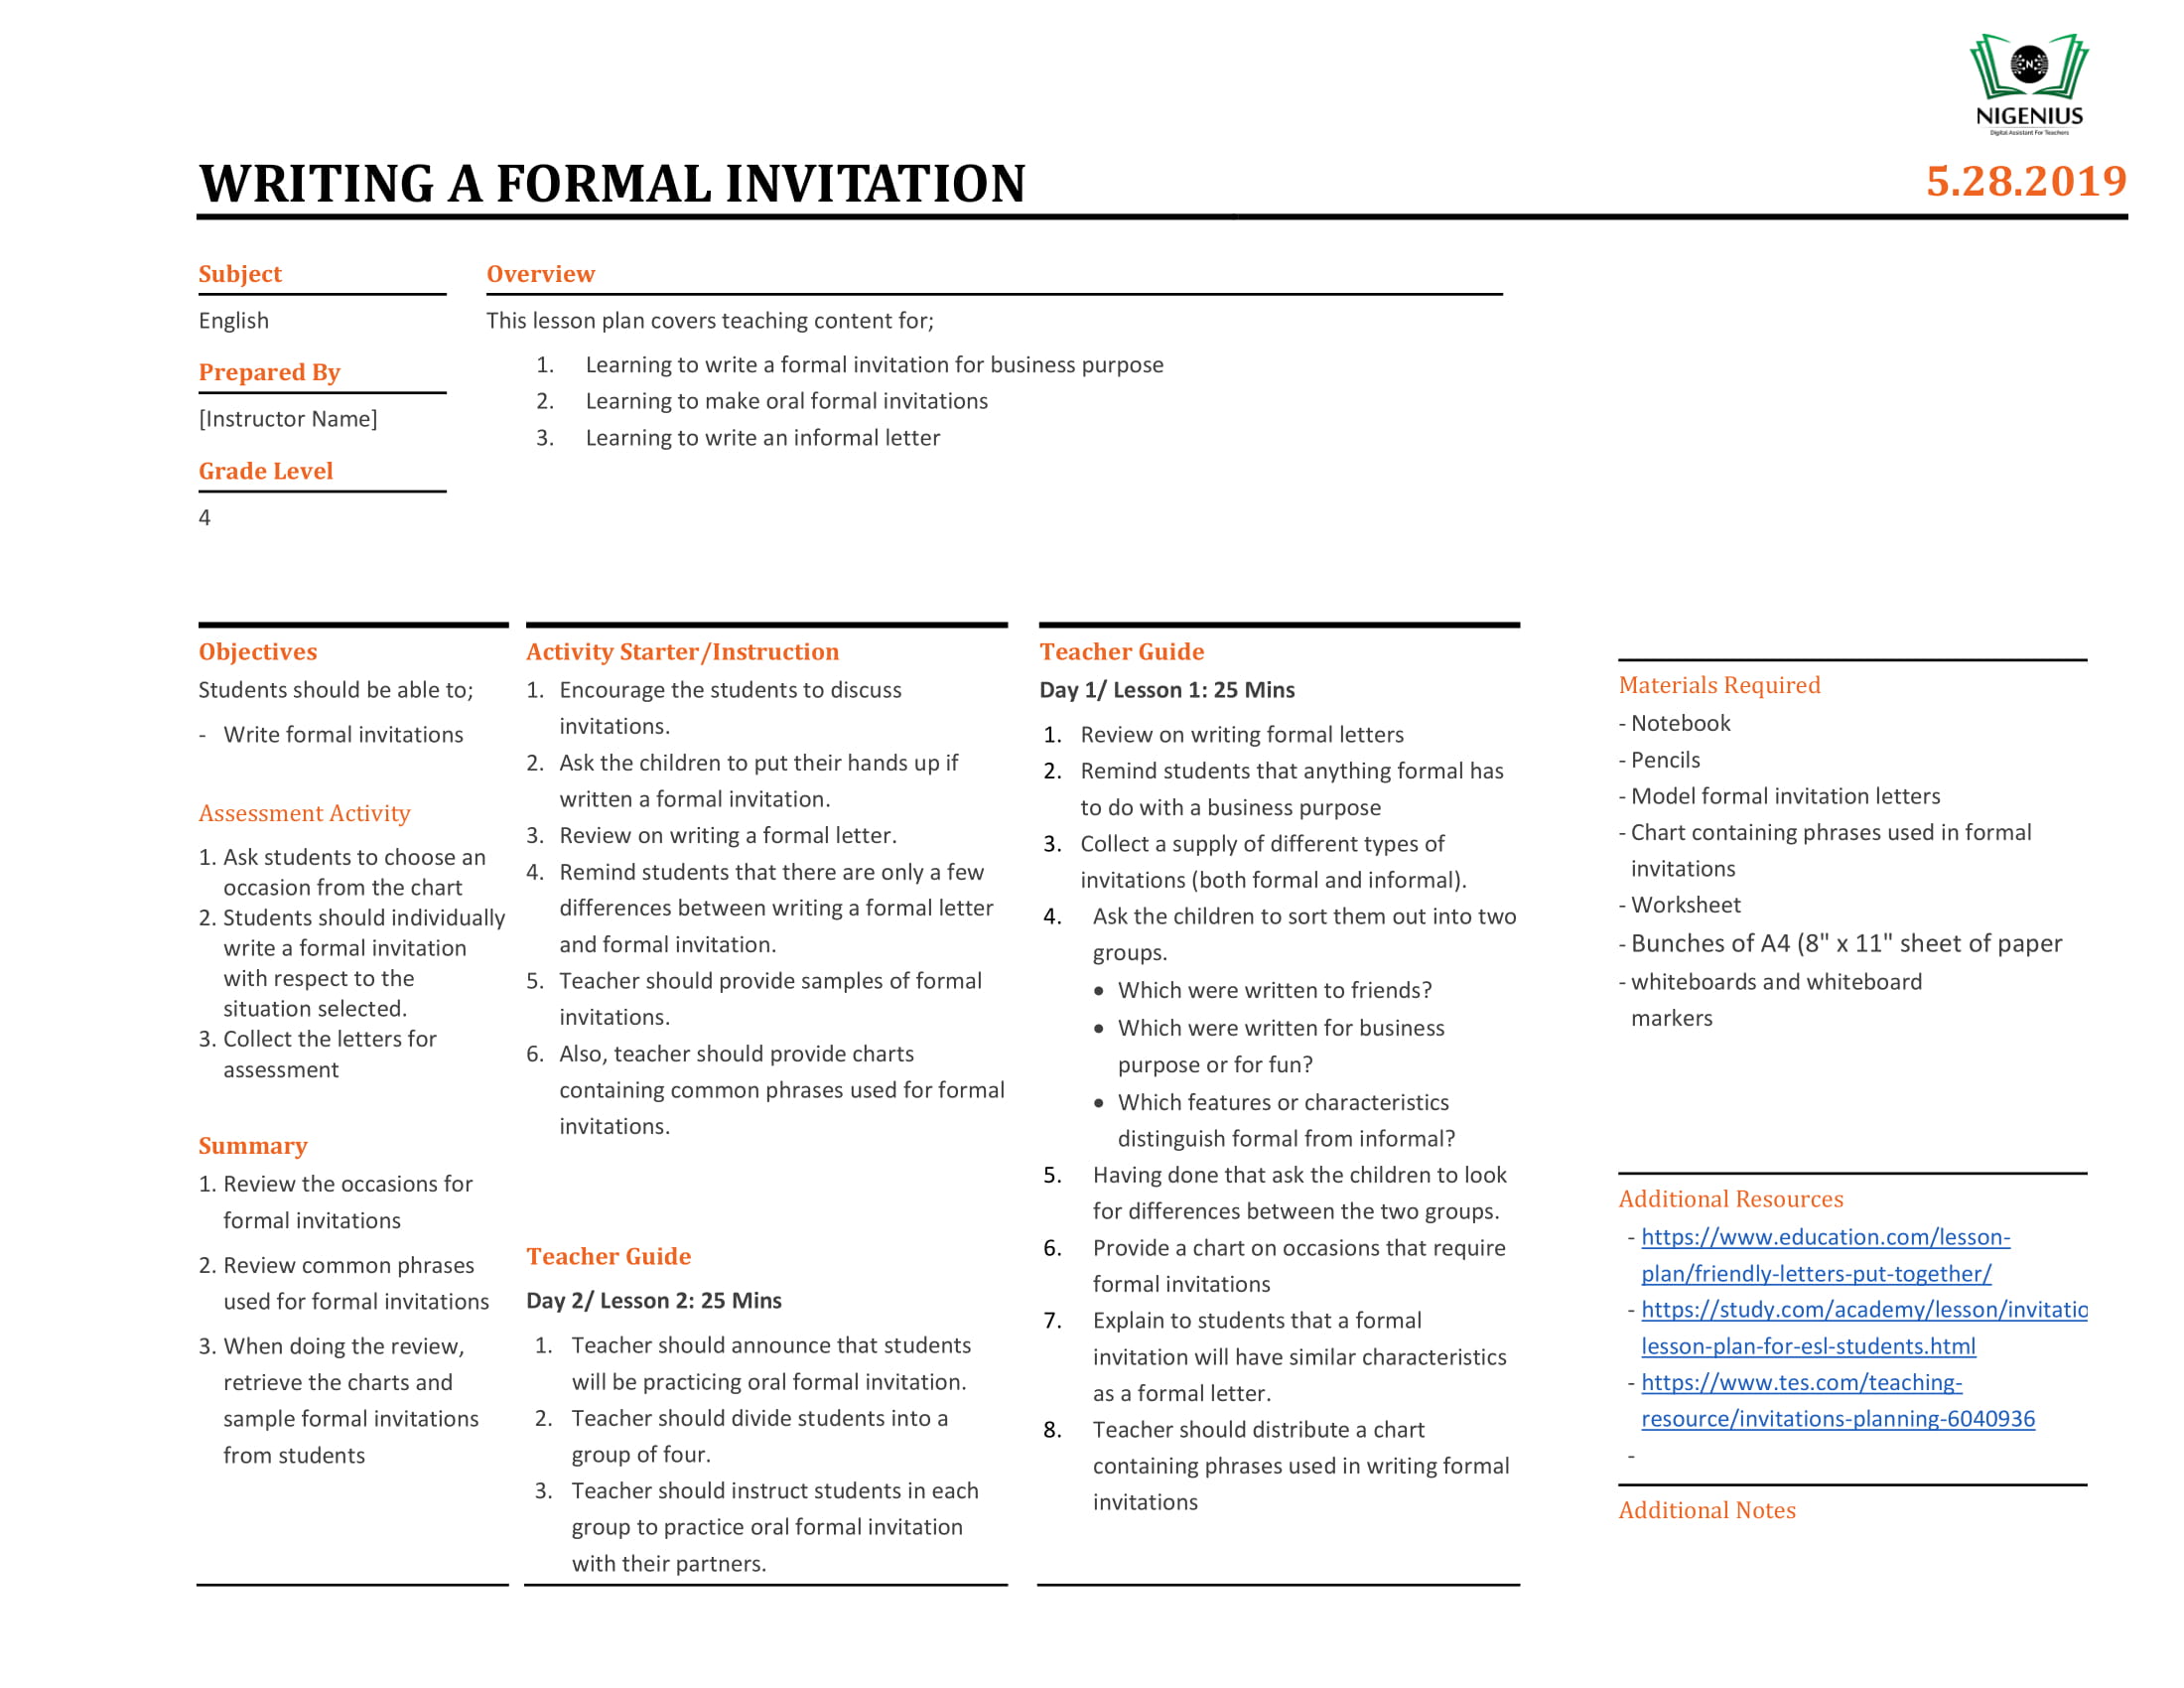 NIGENIUS
Digital Assistant For Teachers
WRITING A FORMAL INVITATION
5.28.2019
Subject
English
Prepared By
[Instructor Name]
Grade Level
4
Overview
This lesson plan covers teaching content for;
1. Learning to write a formal invitation for business purpose
2. Learning to make oral formal invitations
3. Learning to write an informal letter
Objectives
Students should be able to;
- Write formal invitations
Assessment Activity
1. Ask students to choose an
occasion from the chart
2. Students should individually
write a formal invitation
with respect to the
situation selected.
3. Collect the letters for
assessment
Summary
1. Review the occasions for
formal invitations
2. Review common phrases
used for formal invitations
3. When doing the review,
retrieve the charts and
sample formal invitations
from students
Activity Starter/Instruction
1. Encourage the students to discuss
invitations.
2. Ask the children to put their hands up if
written a formal invitation.
3. Review on writing a formal letter.
4. Remind students that there are only a few
differences between writing a formal letter
and formal invitation.
5. Teacher should provide samples of formal
invitations.
6. Also, teacher should provide charts
containing common phrases used for formal
invitations.
Teacher Guide
Day 2/ Lesson 2: 25 Mins
1. Teacher should announce that students
will be practicing oral formal invitation.
2. Teacher should divide students into a
group of four.
3. Teacher should instruct students in each
group to practice oral formal invitation
with their partners.
Teacher Guide
Day 1/ Lesson 1: 25 Mins
1. Review on writing formal letters
2. Remind students that anything formal has
to do with a business purpose
3. Collect a supply of different types of
invitations (both formal and informal).
4. Ask the children to sort them out into two
groups.
• Which were written to friends?
• Which were written for business
purpose or for fun?
• Which features or characteristics
distinguish formal from informal?
5. Having done that ask the children to look
for differences between the two groups.
6. Provide a chart on occasions that require
formal invitations
7. Explain to students that a formal
invitation will have similar characteristics
as a formal letter.
8. Teacher should distribute a chart
containing phrases used in writing formal
invitations
Materials Required
- Notebook
- Pencils
- Model formal invitation letters
- Chart containing phrases used in formal
invitations
- Worksheet
- Bunches of A4 (8" x 11" sheet of paper
- whiteboards and whiteboard
markers
Additional Resources
- https://www.education.com/lesson-
plan/friendly-letters-put-together/
- https://study.com/academy/lesson/invitatio
lesson-plan-for-esl-students.html
- https://www.tes.com/teaching-
resource/invitations-planning-6040936
-
Additional Notes